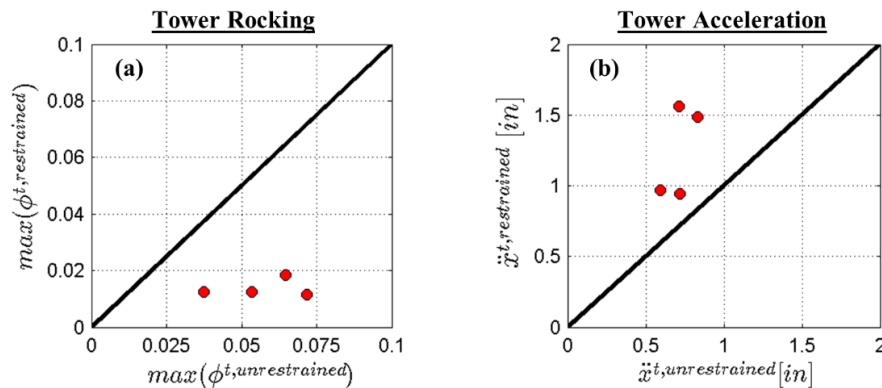 Tower Rocking
(a)
max(ϕ^{t,restrained})
0.1
0.08
0.06
0.04
0.02
0
0 0.025 0.05 0.075 0.1
max(ϕ^{t,unrestrained})
Tower Acceleration
(b)
ẍ^{t,restrained} [in]
2
1.5
1
0.5
0
0 0.5 1 1.5 2
ẍ^{t,unrestrained}[in]